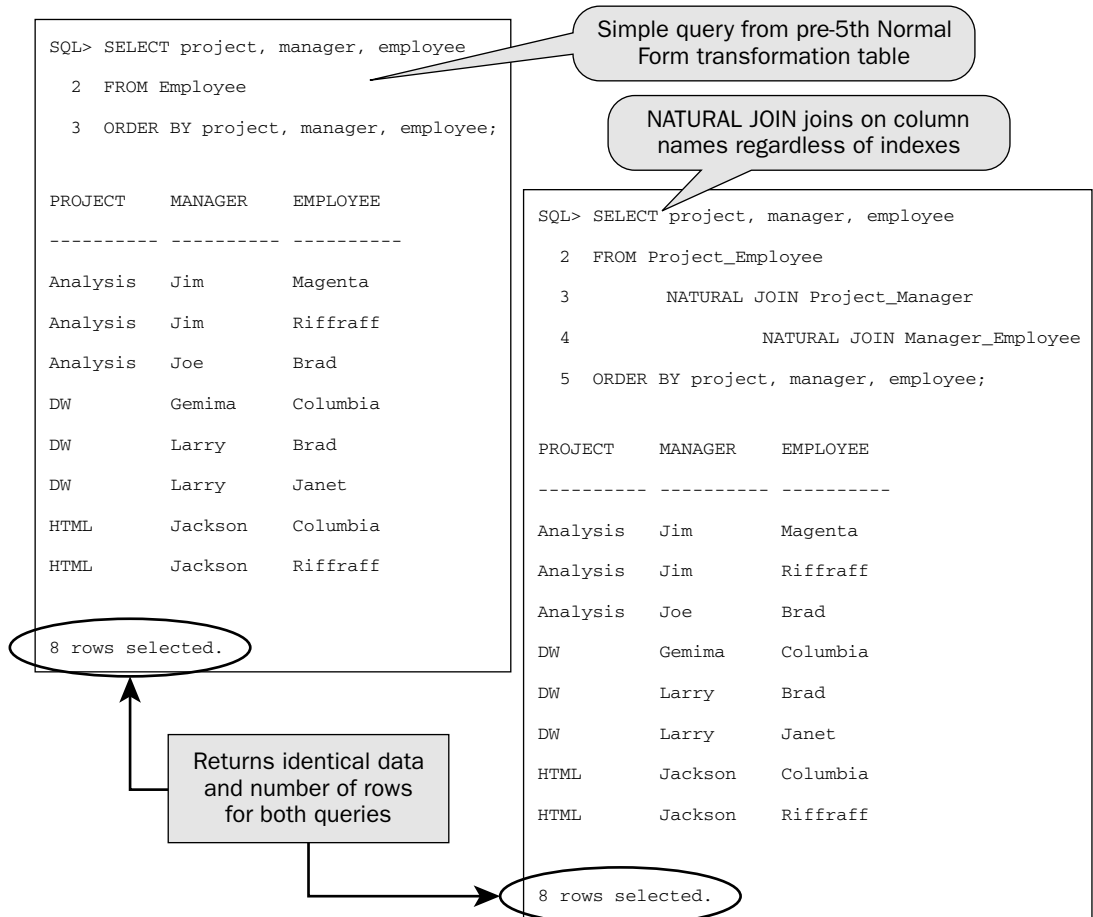 Simple query from pre-5th Normal
Form transformation table
SQL> SELECT project, manager, employee
2 FROM Employee
3 ORDER BY project, manager, employee;
PROJECT MANAGER EMPLOYEE
---------- ---------- ----------
Analysis Jim Magenta
Analysis Jim Riffraff
Analysis Joe Brad
DW Gemima Columbia
DW Larry Brad
DW Larry Janet
HTML Jackson Columbia
HTML Jackson Riffraff
8 rows selected.
NATURAL JOIN joins on column
names regardless of indexes
SQL> SELECT project, manager, employee
2 FROM Project_Employee
3 NATURAL JOIN Project_Manager
4 NATURAL JOIN Manager_Employee
5 ORDER BY project, manager, employee;
PROJECT MANAGER EMPLOYEE
---------- ---------- ----------
Analysis Jim Magenta
Analysis Jim Riffraff
Analysis Joe Brad
DW Gemima Columbia
DW Larry Brad
DW Larry Janet
HTML Jackson Columbia
HTML Jackson Riffraff
8 rows selected.
Returns identical data
and number of rows
for both queries